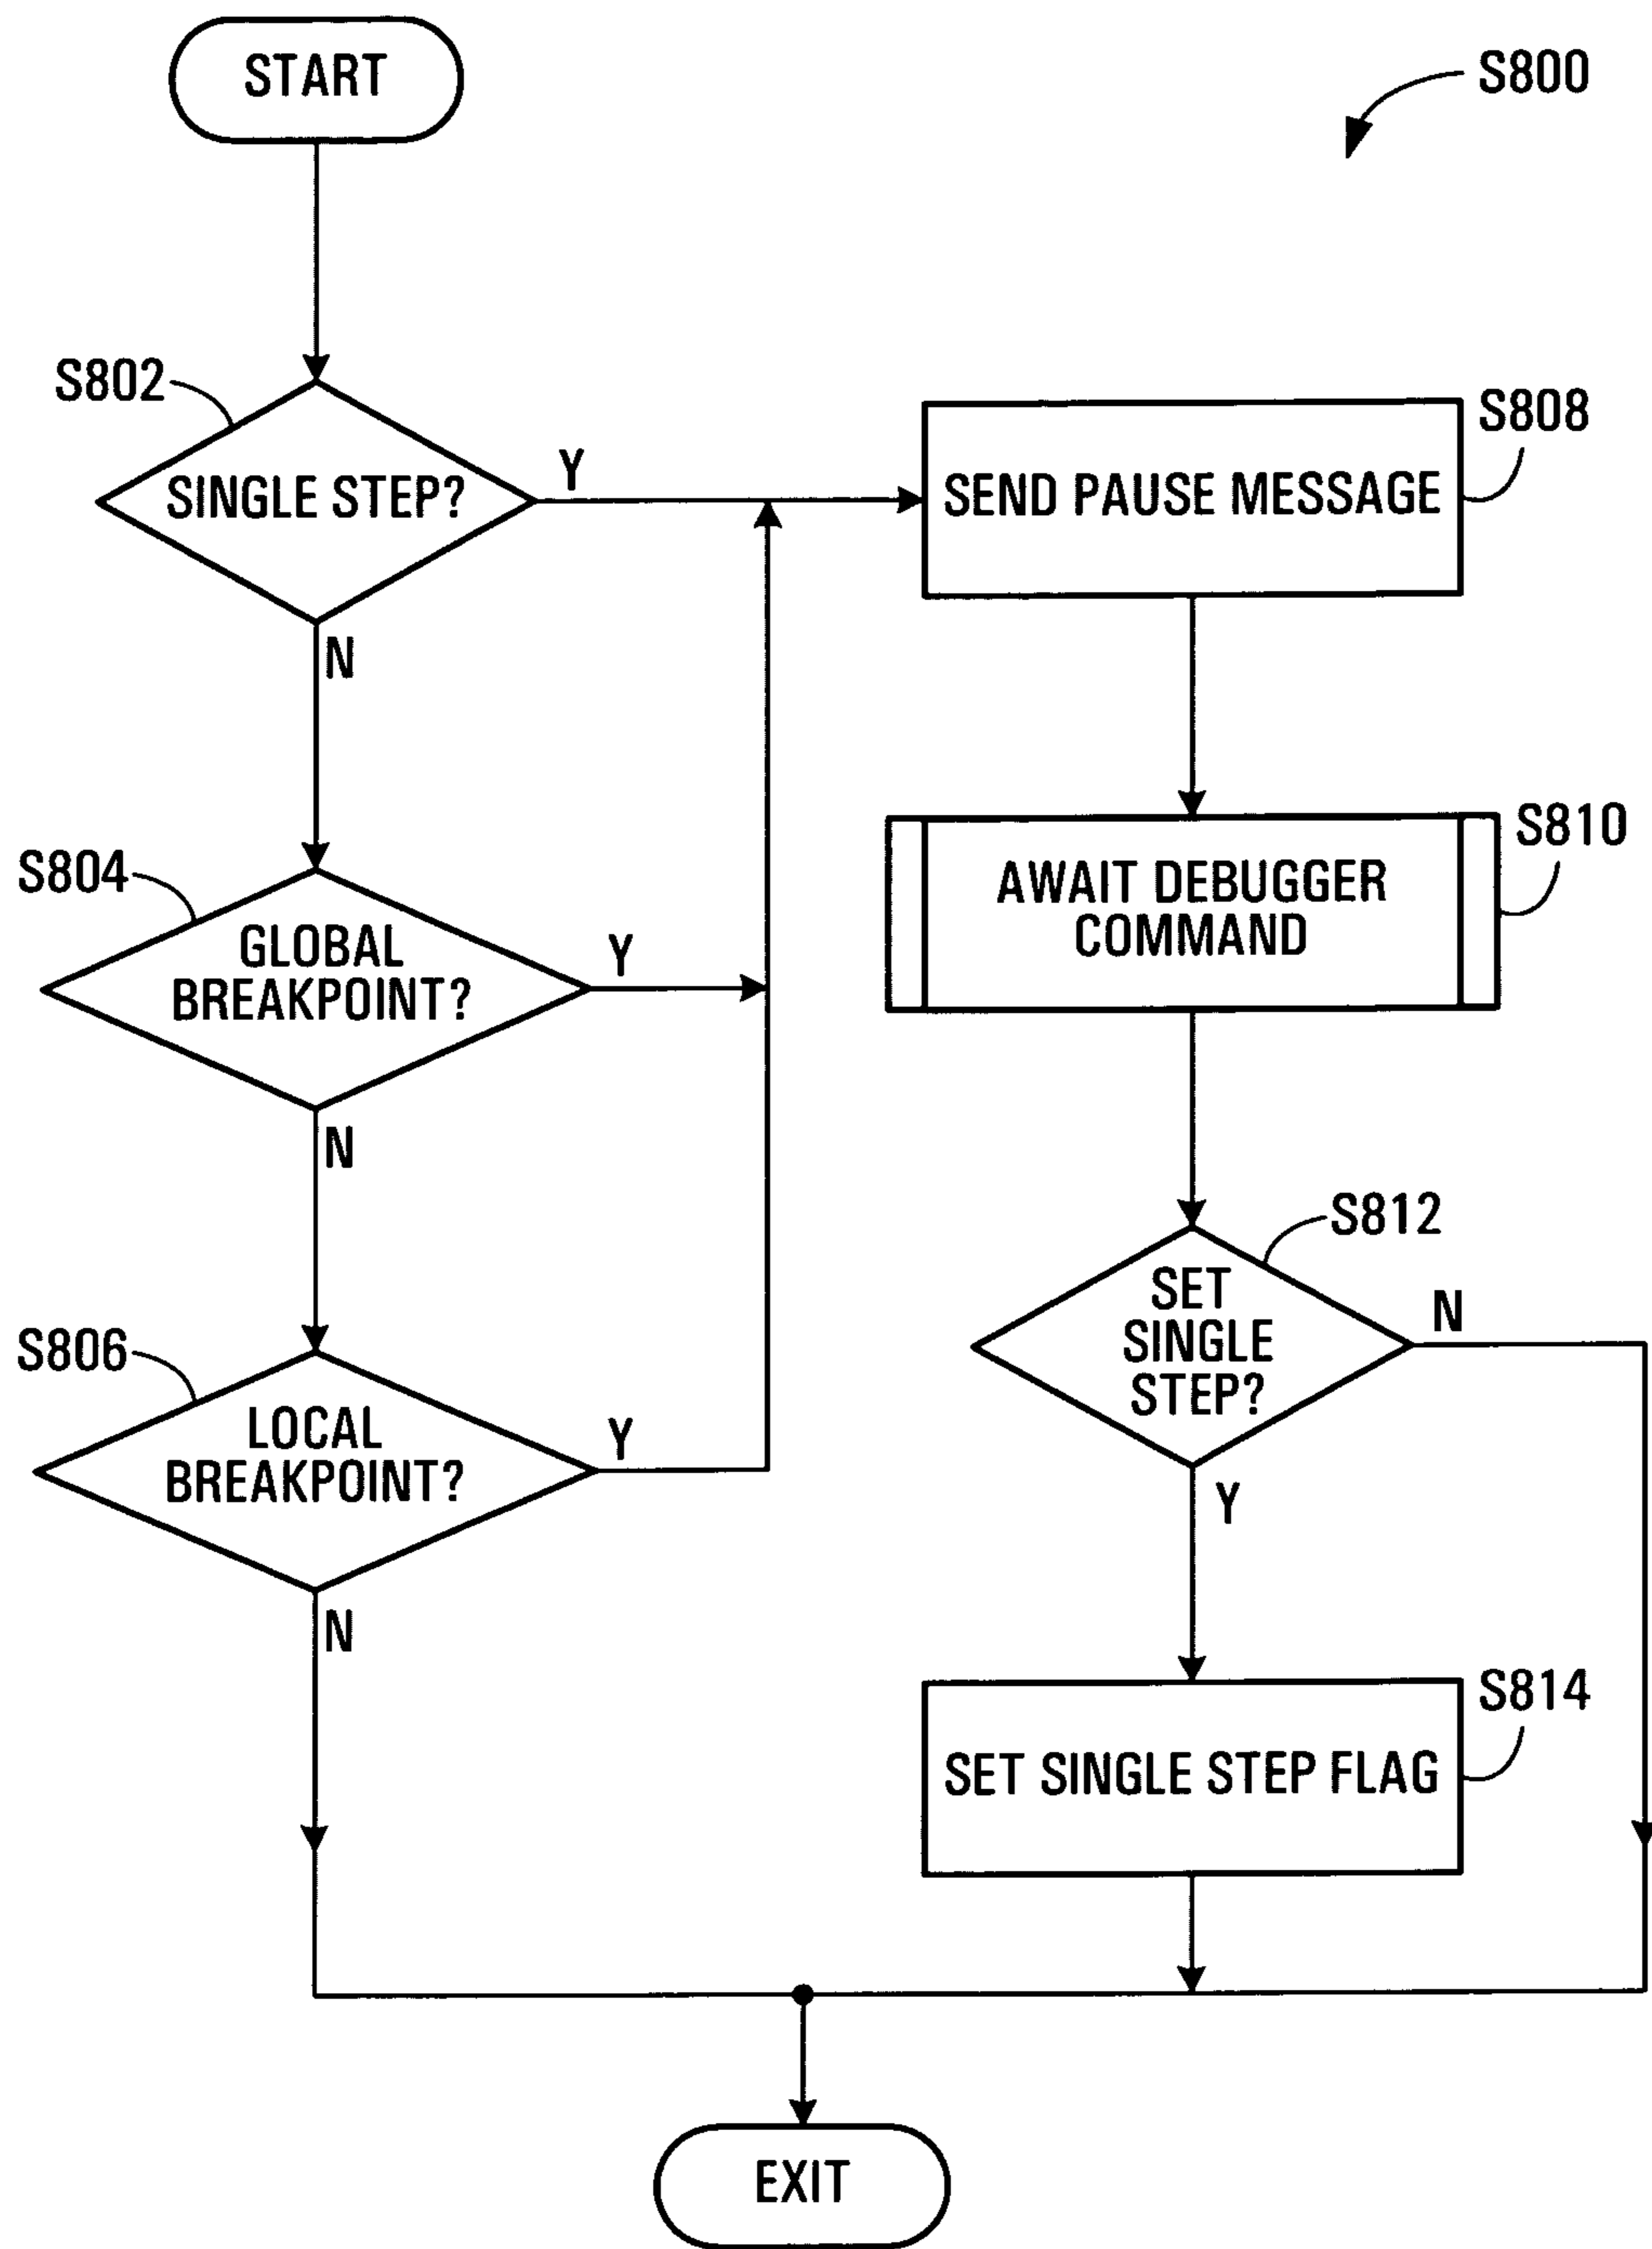 START
S800
S802
SINGLE STEP?
Y
N
S808
SEND PAUSE MESSAGE
S804
GLOBAL
BREAKPOINT?
Y
N
S810
AWAIT DEBUGGER
COMMAND
S806
LOCAL
BREAKPOINT?
Y
N
S812
SET
SINGLE
STEP?
N
Y
S814
SET SINGLE STEP FLAG
EXIT